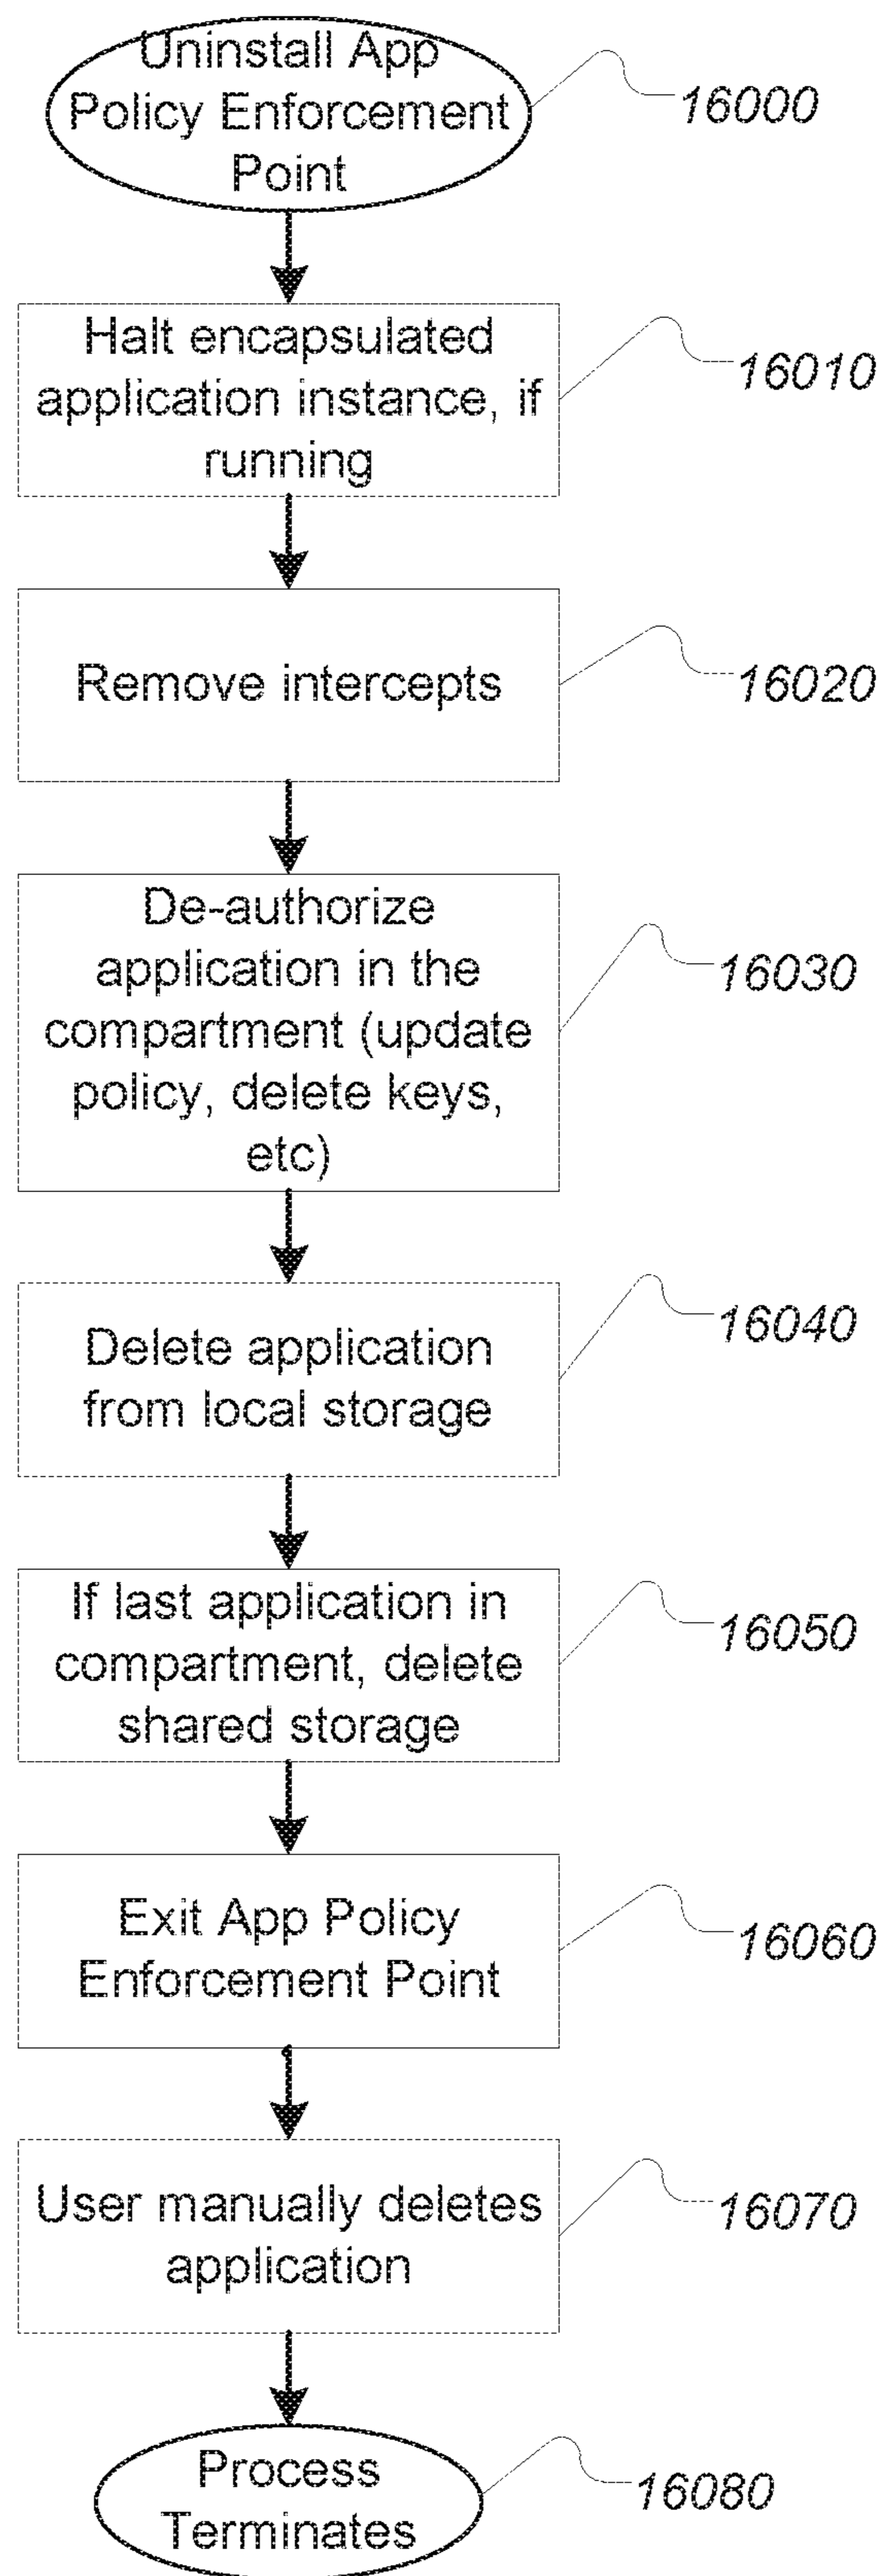 Uninstall App
Policy Enforcement
Point
16000
Halt encapsulated
application instance, if
running
16010
Remove intercepts
16020
De-authorize
application in the
compartment (update
policy, delete keys,
etc)
16030
Delete application
from local storage
16040
If last application in
compartment, delete
shared storage
16050
Exit App Policy
Enforcement Point
16060
User manually deletes
application
16070
Process
Terminates
16080